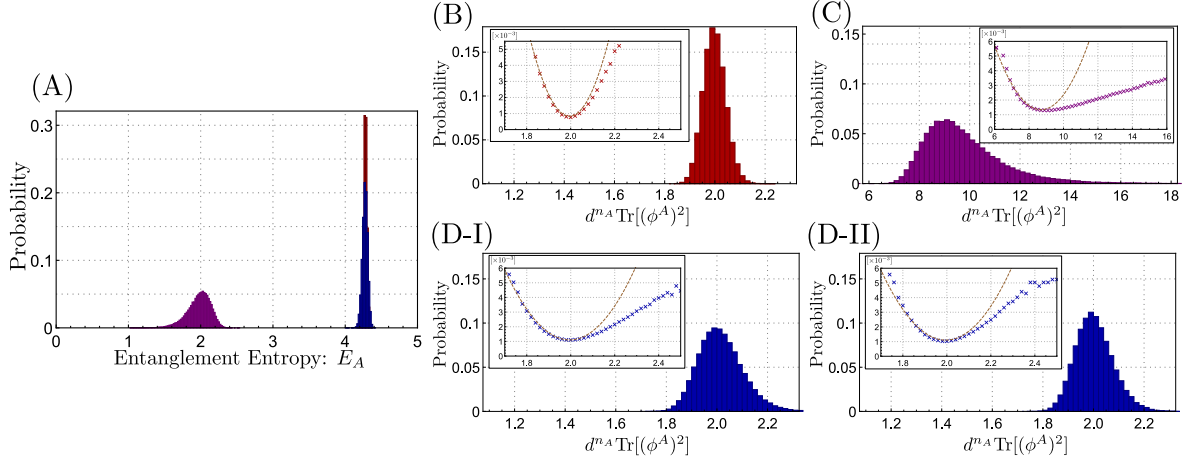 (A)
0.3
0.2
0.1
0
0 1 2 3 4 5
Probability
Entanglement Entropy: E_A
(B)
0.15
0.1
0.05
0
1.2 1.4 1.6 1.8 2.0 2.2
Probability
d^{n_A}Tr[(ϕ^A)^2]
[×10^{-3}]
6
5
4
3
2
1
0
1.8 2.0 2.2 2.4
(C)
0.15
0.10
0.05
0
6 8 10 12 14 16 18
Probability
d^{n_A}Tr[(ϕ^A)^2]
[×10^{-3}]
6
5
4
3
2
1
0
6 8 10 12 14 16
(D-I)
0.15
0.1
0.05
0
1.2 1.4 1.6 1.8 2.0 2.2
Probability
d^{n_A}Tr[(ϕ^A)^2]
[×10^{-3}]
6
5
4
3
2
1
0
1.8 2.0 2.2 2.4
(D-II)
0.15
0.1
0.05
0
1.2 1.4 1.6 1.8 2.0 2.2
Probability
d^{n_A}Tr[(ϕ^A)^2]
[×10^{-3}]
6
5
4
3
2
1
0
1.8 2.0 2.2 2.4